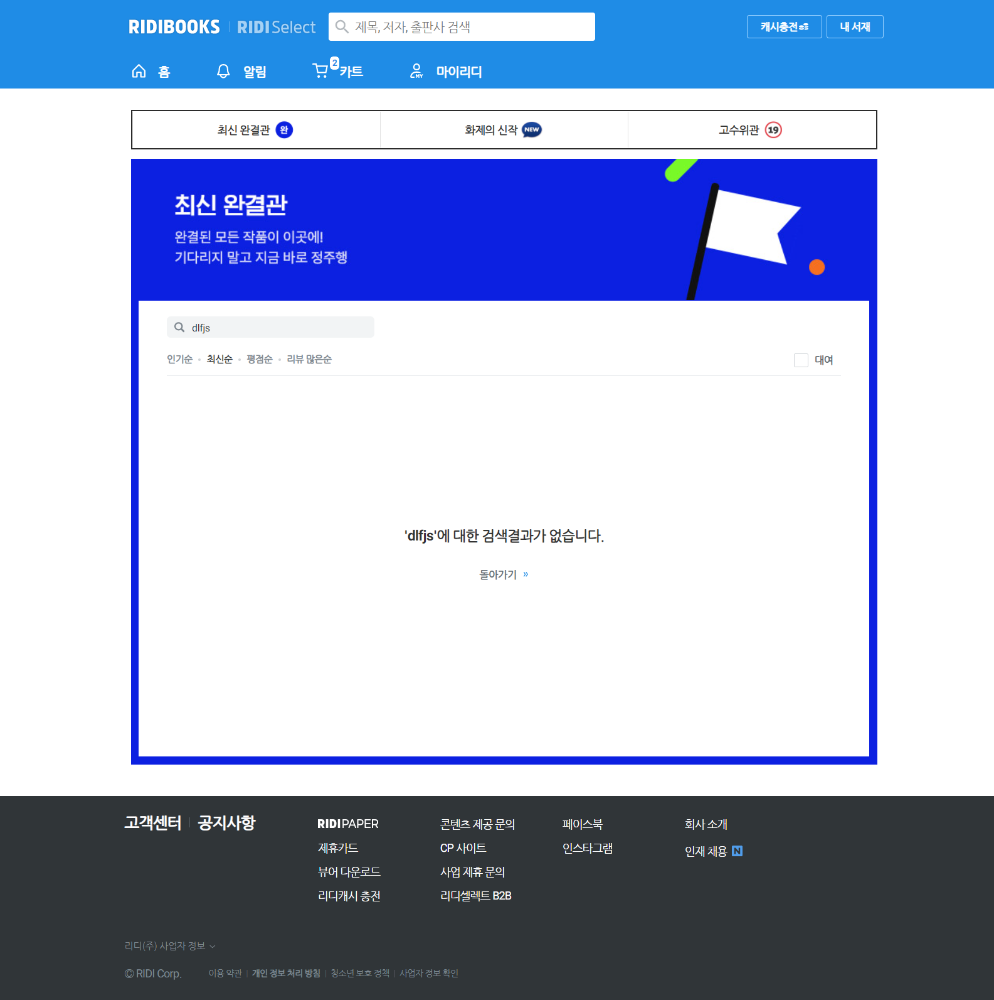 RIDIBOOKS RIDI Select 제목, 저자, 출판사 검색 캐시충전 내 서재
홈 알림 2 카트 MY 마이리디
최신 완결관 완 화제의 신작 NEW 고수위관 19
최신 완결관
완결된 모든 작품이 이곳에!
기다리지 말고 지금 바로 정주행
dlfjs
인기순 최신순 평점순 리뷰 많은순 대여
'dlfjs'에 대한 검색결과가 없습니다.
돌아가기 »
고객센터 공지사항 RIDIPAPER 콘텐츠 제공 문의 페이스북 회사 소개
제휴카드 CP 사이트 인스타그램 인재 채용 N
뷰어 다운로드 사업 제휴 문의
리디캐시 충전 리디셀렉트 B2B
리디(주) 사업자 정보
© RIDI Corp. 이용 약관 개인 정보 처리 방침 청소년 보호 정책 사업자 정보 확인